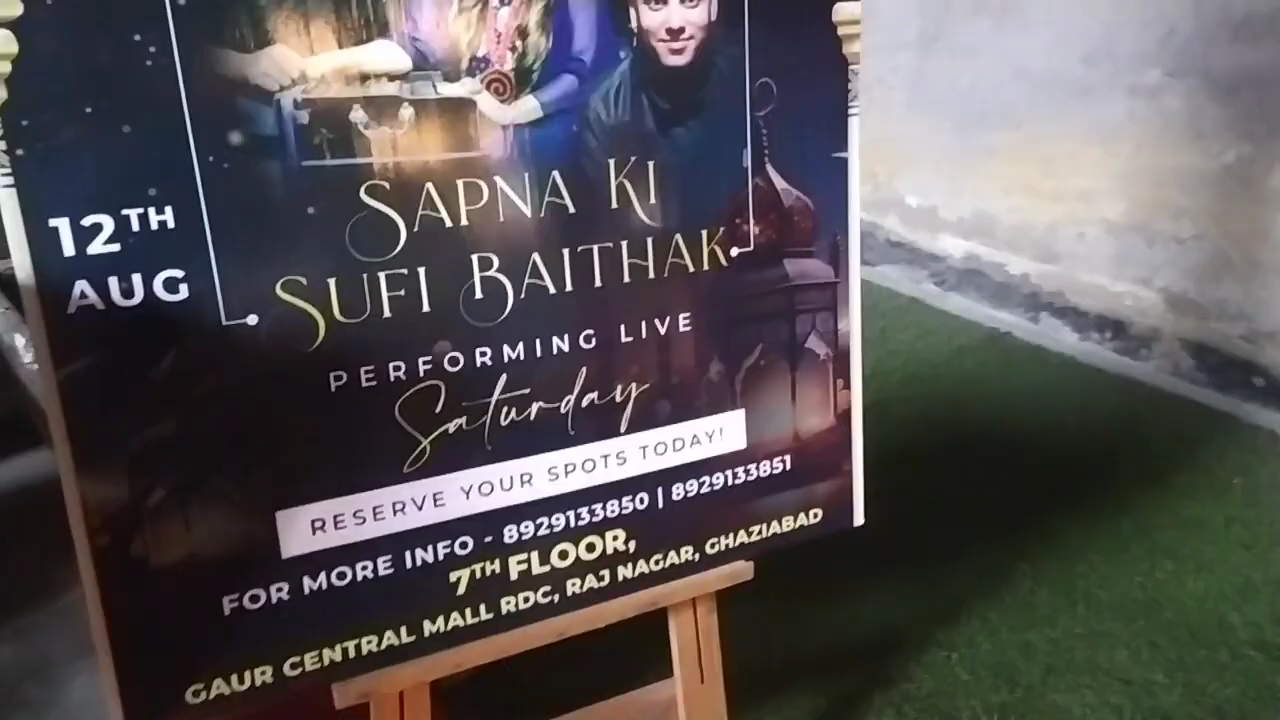 12TH
AUG
SAPNA KI
SUFI BAITHAK
PERFORMING LIVE
Saturday
RESERVE YOUR SPOTS TODAY!
FOR MORE INFO - 8929133850 | 8929133851
7TH FLOOR,
GAUR CENTRAL MALL RDC, RAJ NAGAR, GHAZIABAD